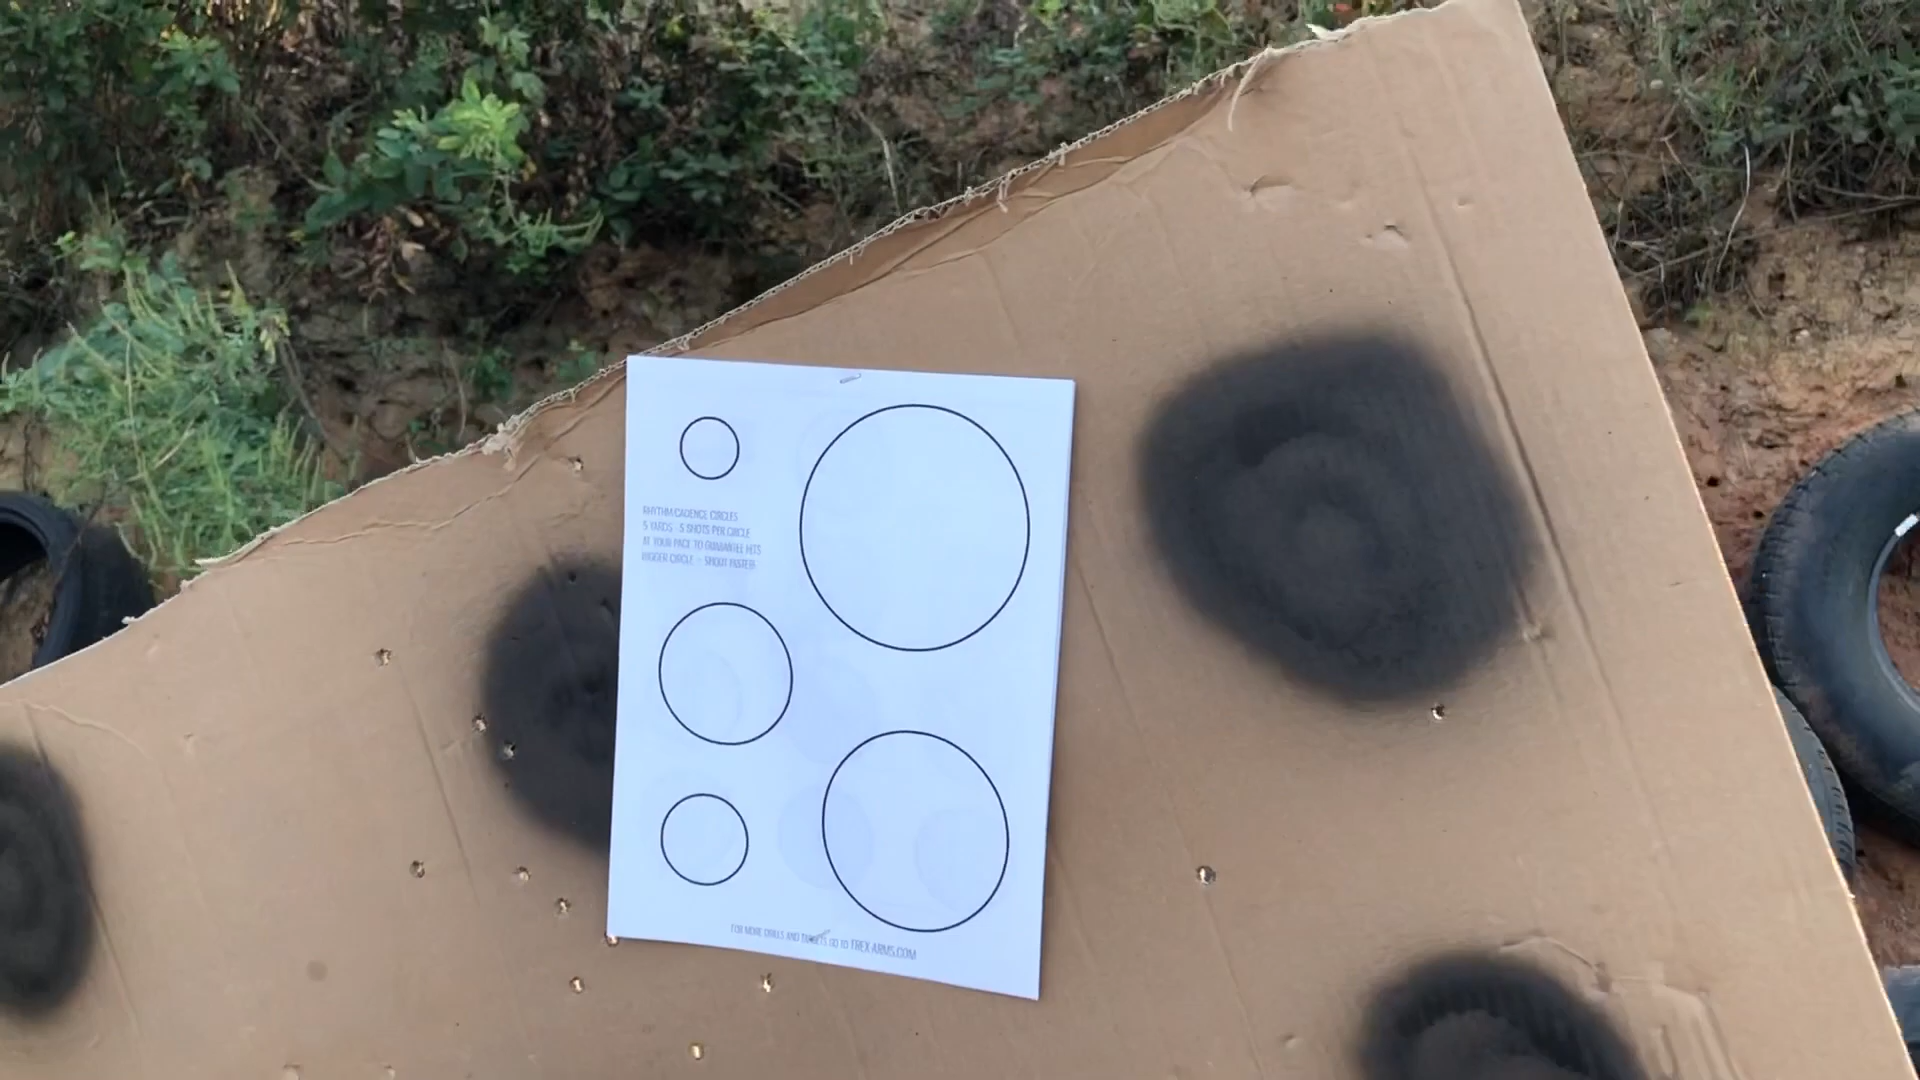 RHYTHM CADENCE CIRCLES
5 YARDS - 5 SHOTS PER CIRCLE
AT YOUR PACE TO GUARANTEE HITS
BIGGER CIRCLE = SHOOT FASTER
FOR MORE DRILLS AND TARGETS GO TO TREX-ARMS.COM